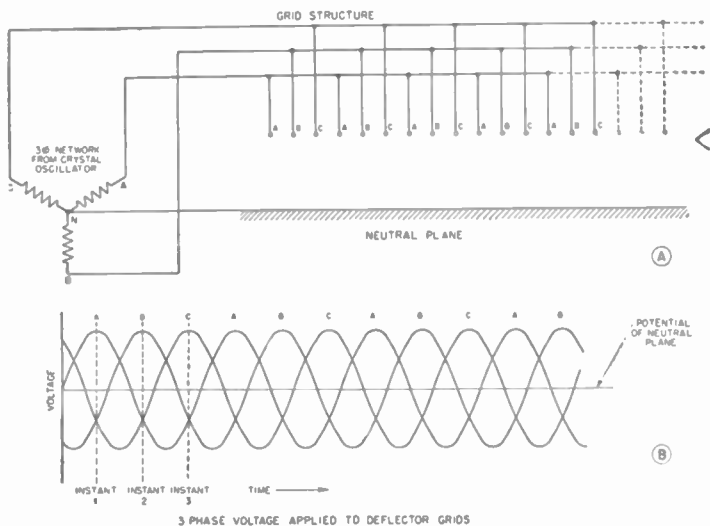 GRID STRUCTURE
A B C A B C A B C A B C A B C
3Ø NETWORK
FROM CRYSTAL
OSCILLATOR
A
N
B
NEUTRAL PLANE
A
A B C A B C A B C A B
POTENTIAL
OF NEUTRAL
PLANE
VOLTAGE
B
INSTANT INSTANT INSTANT
1 2 3
TIME
3 PHASE VOLTAGE APPLIED TO DEFLECTOR GRIDS